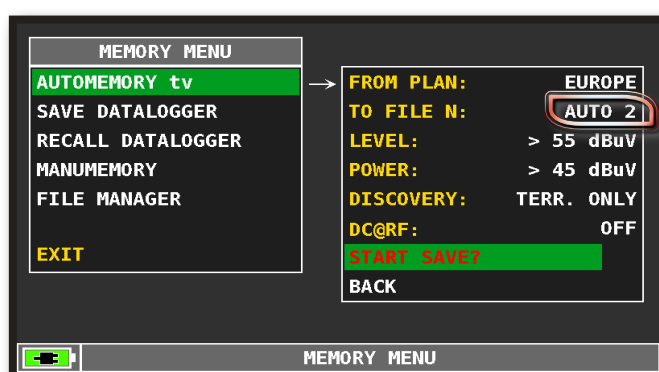 MEMORY MENU
AUTOMEMORY tv
SAVE DATALOGGER
RECALL DATALOGGER
MANUMEMORY
FILE MANAGER
EXIT
FROM PLAN: EUROPE
TO FILE N: AUTO 2
LEVEL: > 55 dBuV
POWER: > 45 dBuV
DISCOVERY: TERR. ONLY
DC@RF: OFF
START SAVE?
BACK
MEMORY MENU